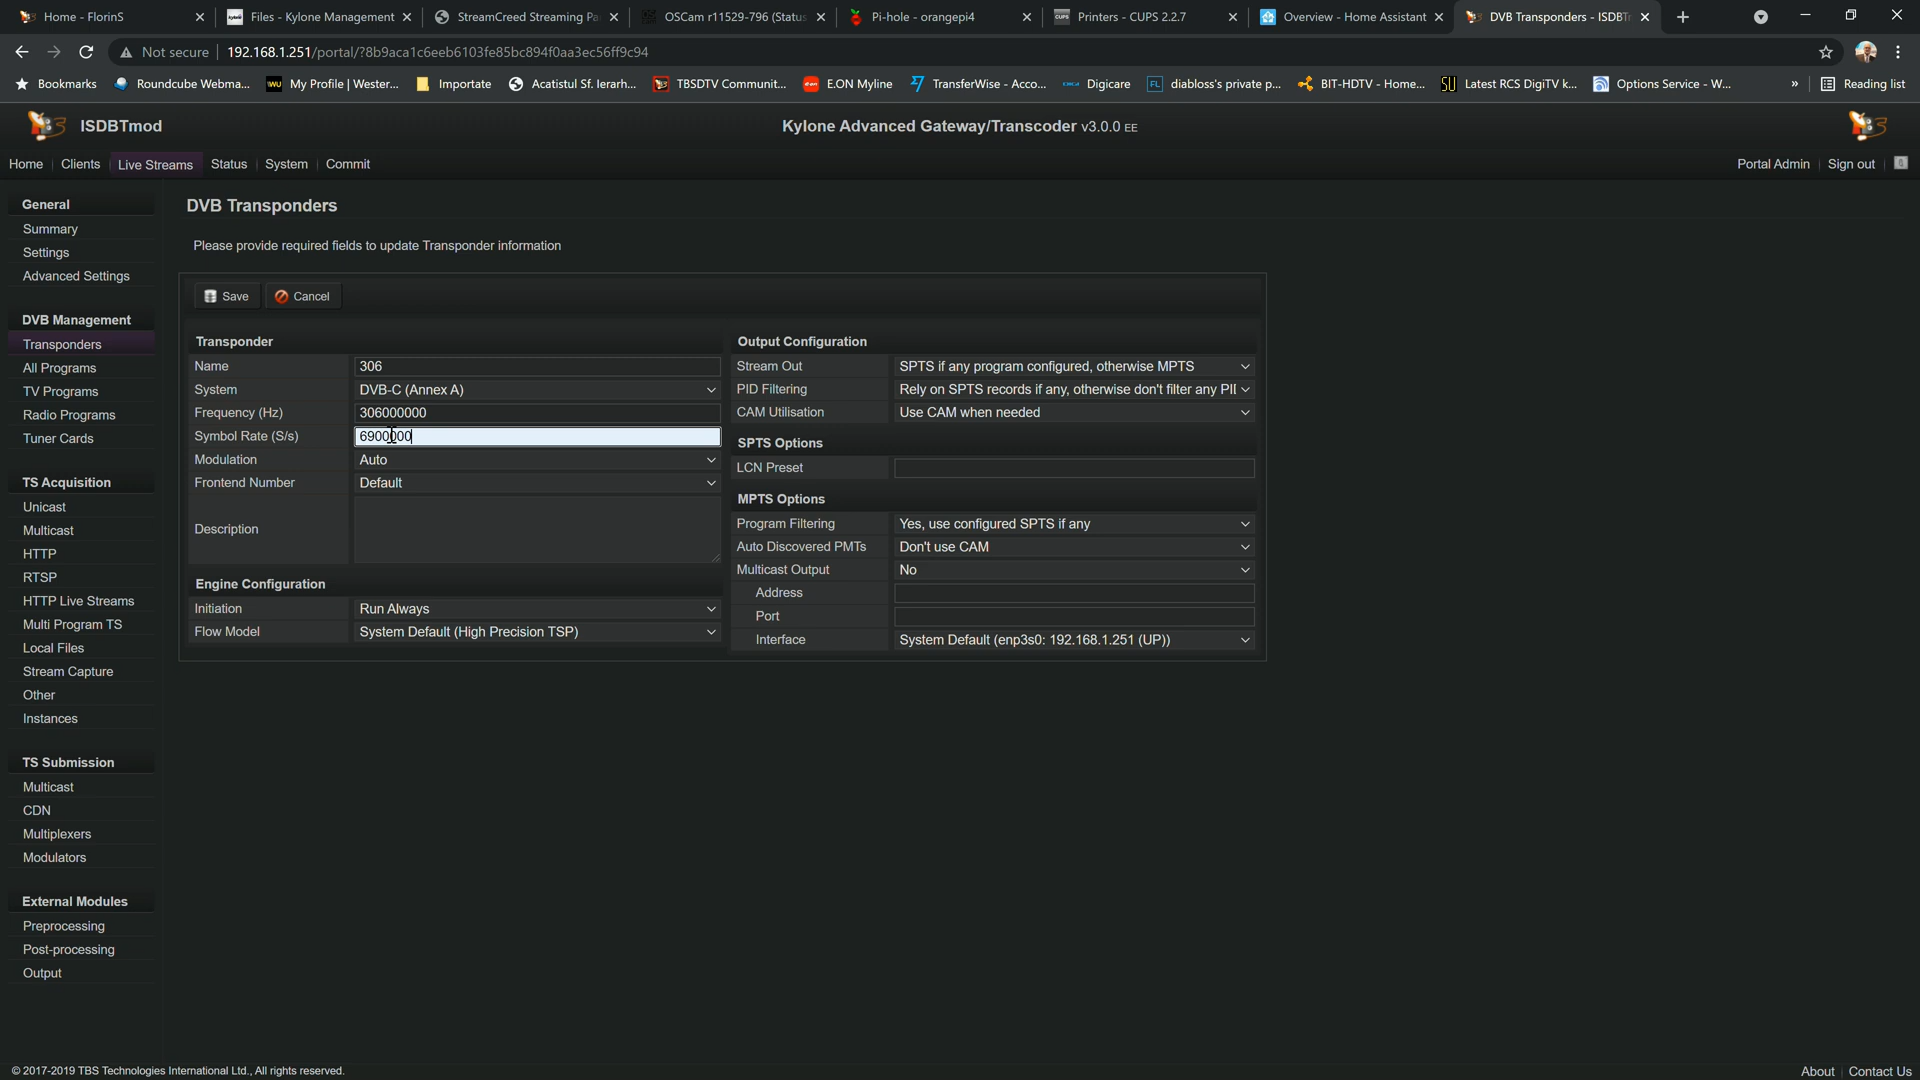 Home - FlorinS
Files - Kylone Management
StreamCreed Streaming Pa
OSCam r11529-796 (Status
Pi-hole - orangepi4
Printers - CUPS 2.2.7
Overview - Home Assistant
DVB Transponders - ISDBT
Not secure
192.168.1.251/portal/?8b9aca1c6eeb6103fe85bc894f0aa3ec56ff9c94
Bookmarks
Roundcube Webma...
My Profile | Wester...
Importate
Acatistul Sf. Ierarh...
TBSDTV Communit...
E.ON Myline
TransferWise - Acco...
Digicare
diabloss's private p...
BIT-HDTV - Home...
Latest RCS DigiTV k...
Options Service - W...
»
Reading list
ISDBTmod
Kylone Advanced Gateway/Transcoder v3.0.0 EE
Home
Clients
Live Streams
Status
System
Commit
Portal Admin
Sign out
General
Summary
Settings
Advanced Settings
DVB Management
Transponders
All Programs
TV Programs
Radio Programs
Tuner Cards
TS Acquisition
Unicast
Multicast
HTTP
RTSP
HTTP Live Streams
Multi Program TS
Local Files
Stream Capture
Other
Instances
TS Submission
Multicast
CDN
Multiplexers
Modulators
External Modules
Preprocessing
Post-processing
Output
DVB Transponders
Please provide required fields to update Transponder information
Save
Cancel
Transponder
Name
306
System
DVB-C (Annex A)
Frequency (Hz)
306000000
Symbol Rate (S/s)
6900000
Modulation
Auto
Frontend Number
Default
Description
Engine Configuration
Initiation
Run Always
Flow Model
System Default (High Precision TSP)
Output Configuration
Stream Out
SPTS if any program configured, otherwise MPTS
PID Filtering
Rely on SPTS records if any, otherwise don't filter any PI
CAM Utilisation
Use CAM when needed
SPTS Options
LCN Preset
MPTS Options
Program Filtering
Yes, use configured SPTS if any
Auto Discovered PMTs
Don't use CAM
Multicast Output
No
Address
Port
Interface
System Default (enp3s0: 192.168.1.251 (UP))
© 2017-2019 TBS Technologies International Ltd., All rights reserved.
About
Contact Us